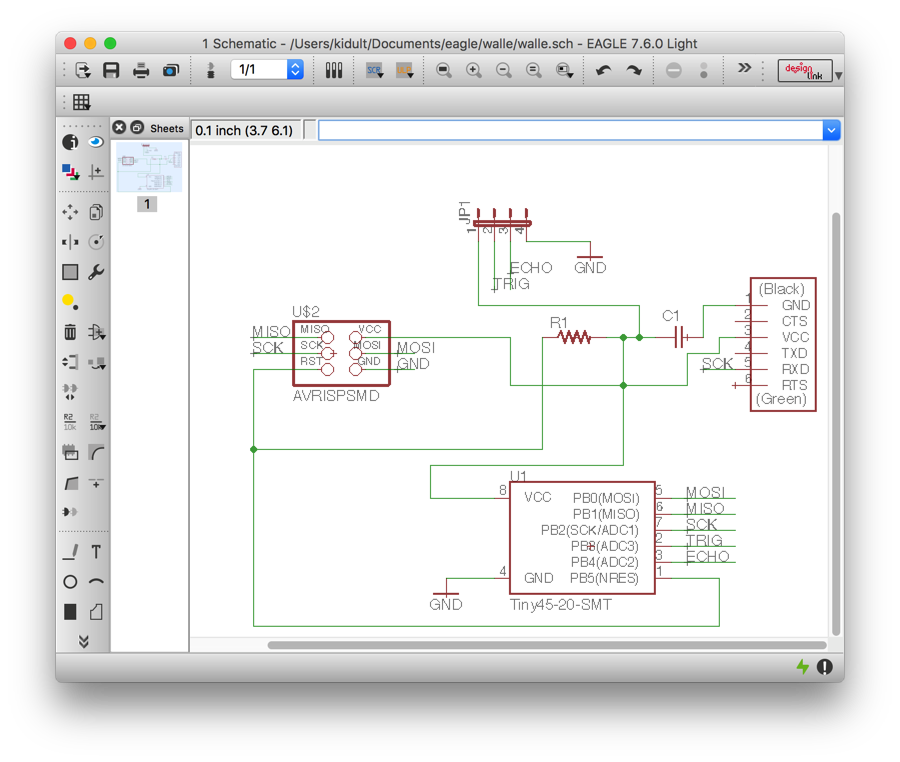 1 Schematic - /Users/kidult/Documents/eagle/walle/walle.sch - EAGLE 7.6.0 Light
1/1
SCR
design
link
Sheets
0.1 inch (3.7 6.1)
1
JP1
1
2
3
4
ECHO
TRIG
GND
U$2
MISO
SCK
MISO
SCK
RST
VCC
MOSI
GND
MOSI
GND
AVRISPSMD
R1
C1
(Black)
1
GND
2
CTS
3
VCC
4
TXD
SCK
5
RXD
6
RTS
(Green)
U1
8
VCC
PB0(MOSI)
5
MOSI
PB1(MISO)
6
MISO
PB2(SCK/ADC1)
7
SCK
PB3(ADC3)
2
TRIG
PB4(ADC2)
3
ECHO
4
GND
PB5(NRES)
1
GND
Tiny45-20-SMT
R2
10k
R2
10k
T